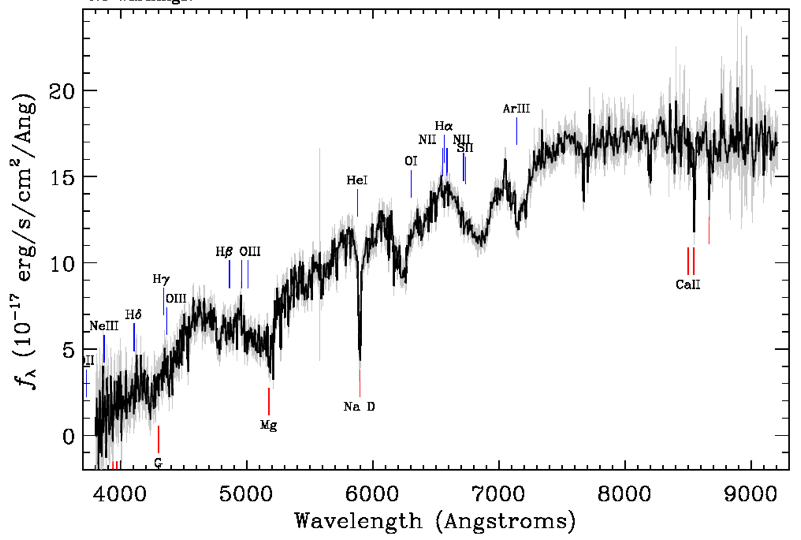 20
15
10
5
0
fλ (10⁻¹⁷ erg/s/cm²/Ang)
ArIII
Hα
NII NII
SII
OI
HeI
Hβ OIII
Hγ
OIII
Hδ
NeIII
CaII
Na D
Mg
G
4000 5000 6000 7000 8000 9000
Wavelength (Angstroms)